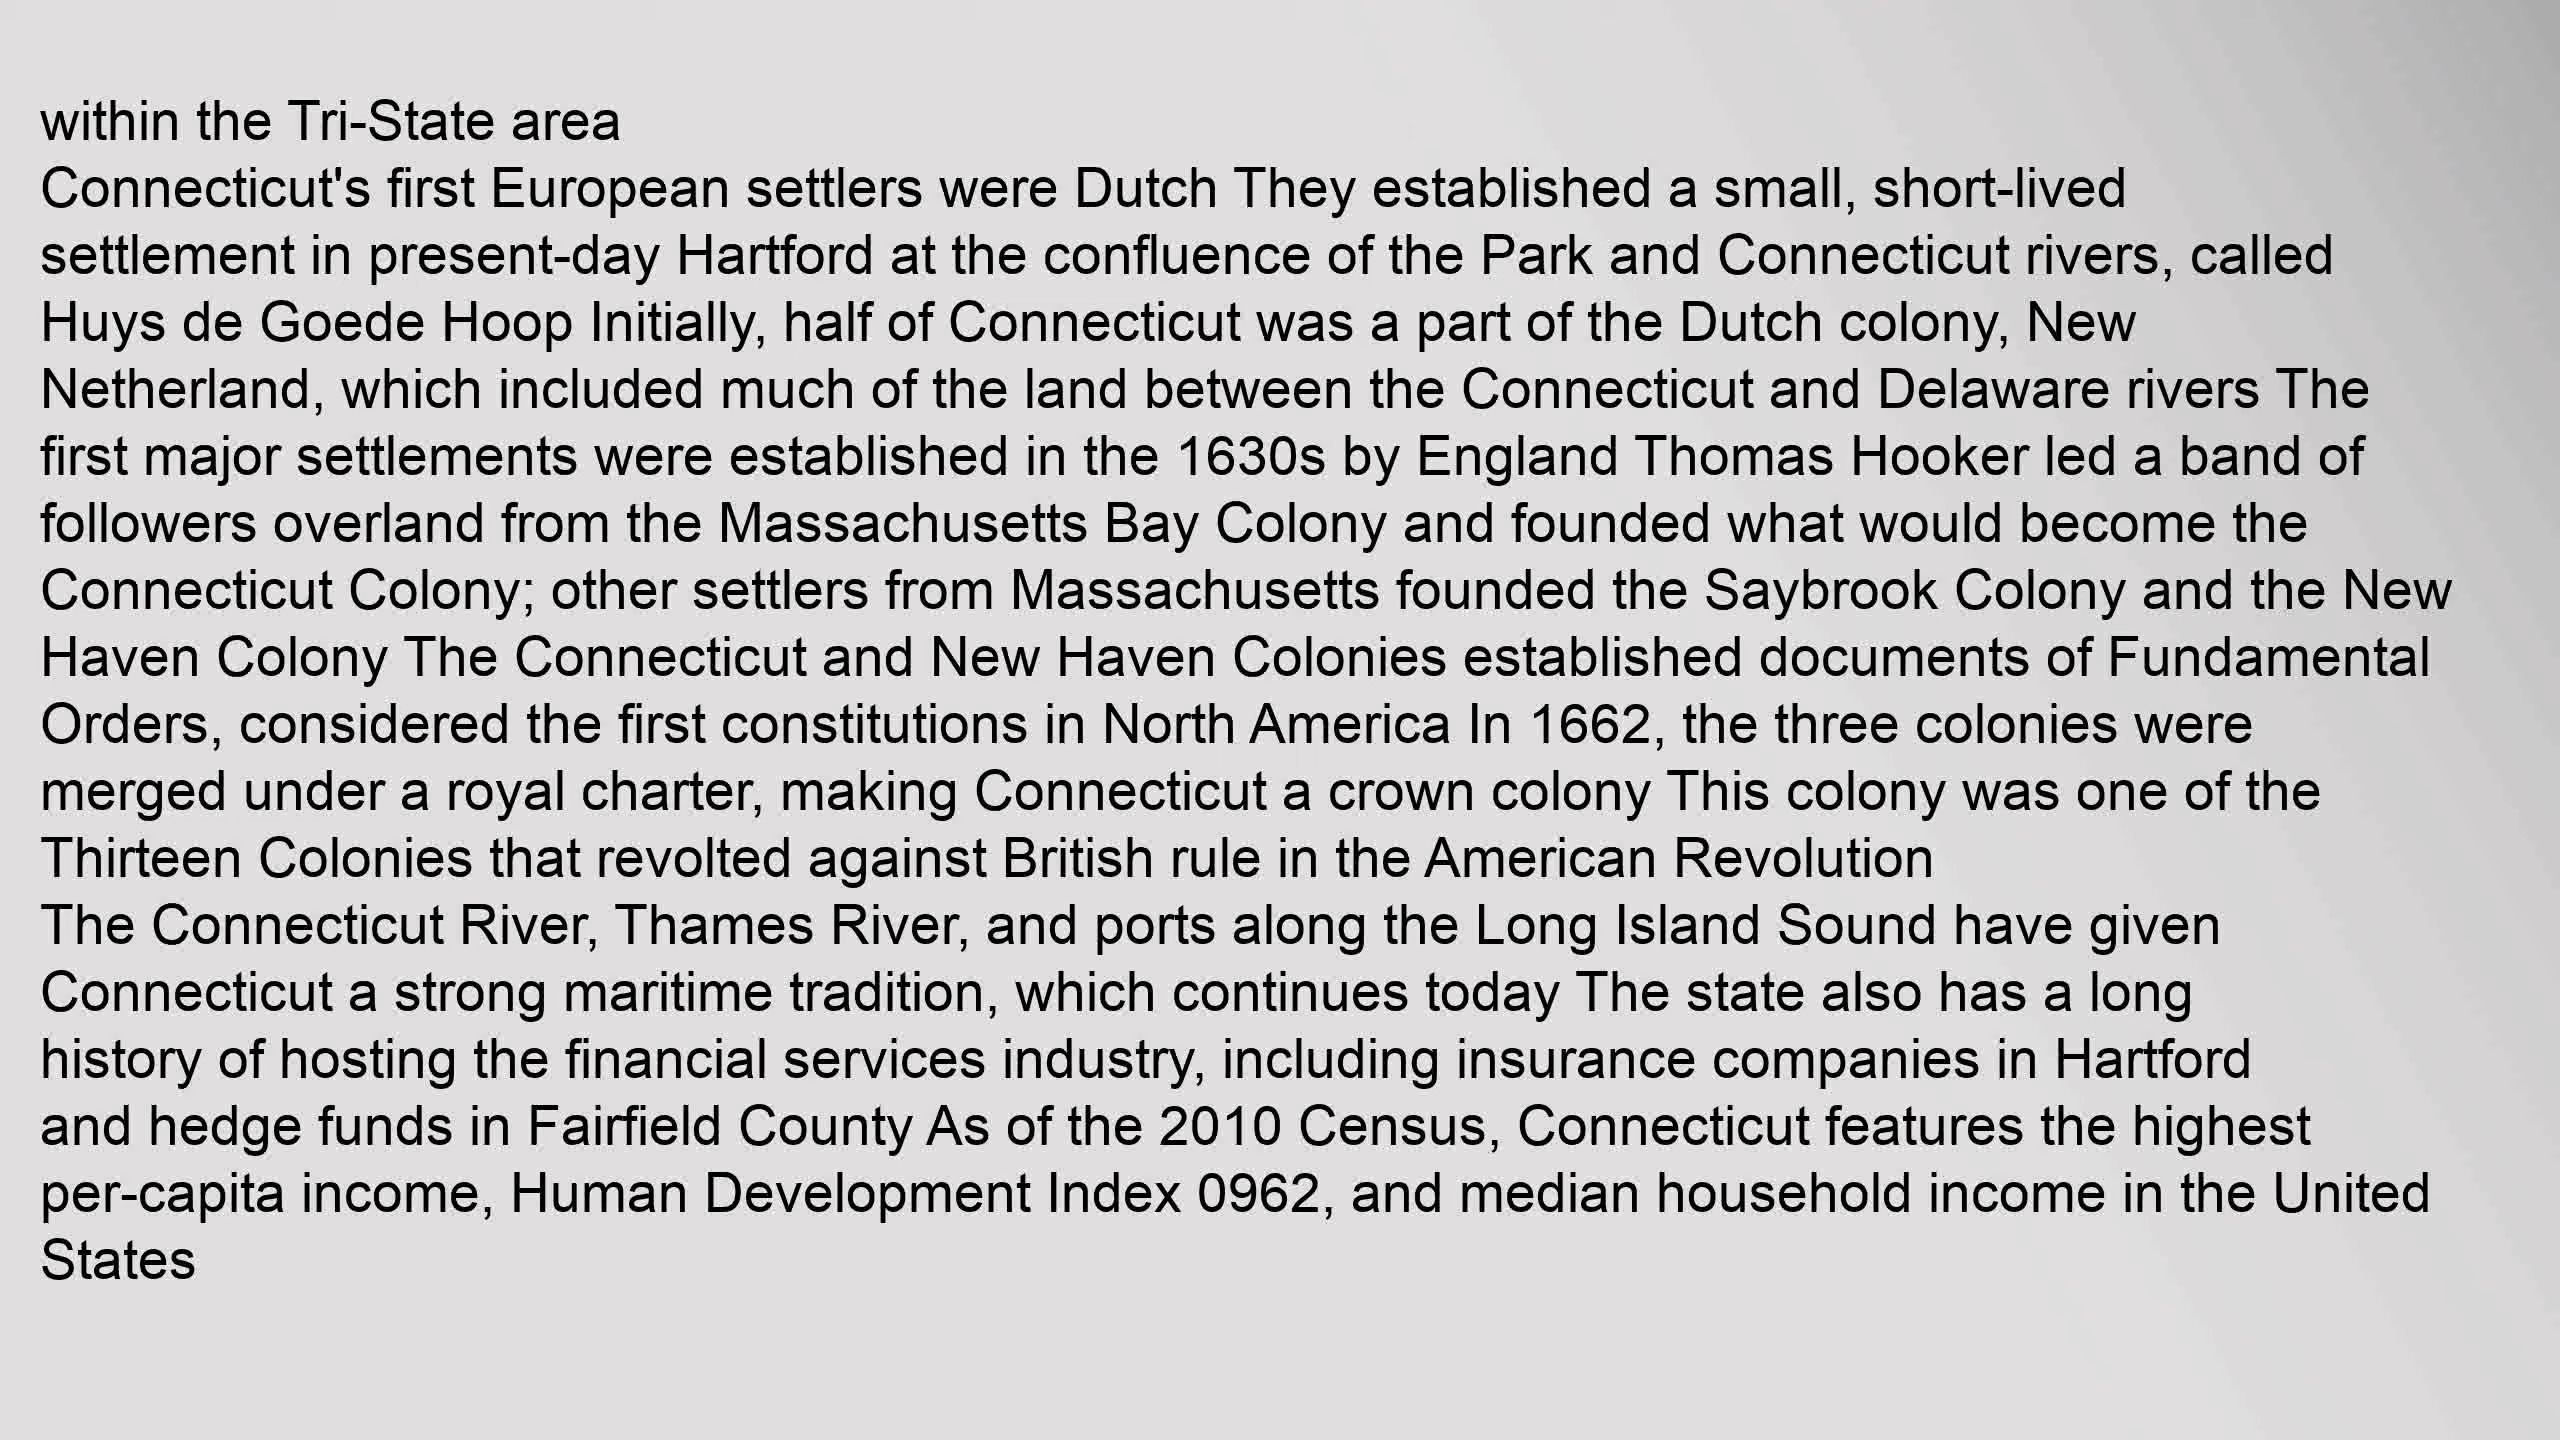 within the Tri-State area
Connecticut's first European settlers were Dutch They established a small, short-lived
settlement in present-day Hartford at the confluence of the Park and Connecticut rivers, called
Huys de Goede Hoop Initially, half of Connecticut was a part of the Dutch colony, New
Netherland, which included much of the land between the Connecticut and Delaware rivers The
first major settlements were established in the 1630s by England Thomas Hooker led a band of
followers overland from the Massachusetts Bay Colony and founded what would become the
Connecticut Colony; other settlers from Massachusetts founded the Saybrook Colony and the New
Haven Colony The Connecticut and New Haven Colonies established documents of Fundamental
Orders, considered the first constitutions in North America In 1662, the three colonies were
merged under a royal charter, making Connecticut a crown colony This colony was one of the
Thirteen Colonies that revolted against British rule in the American Revolution
The Connecticut River, Thames River, and ports along the Long Island Sound have given
Connecticut a strong maritime tradition, which continues today The state also has a long
history of hosting the financial services industry, including insurance companies in Hartford
and hedge funds in Fairfield County As of the 2010 Census, Connecticut features the highest
per-capita income, Human Development Index 0962, and median household income in the United
States